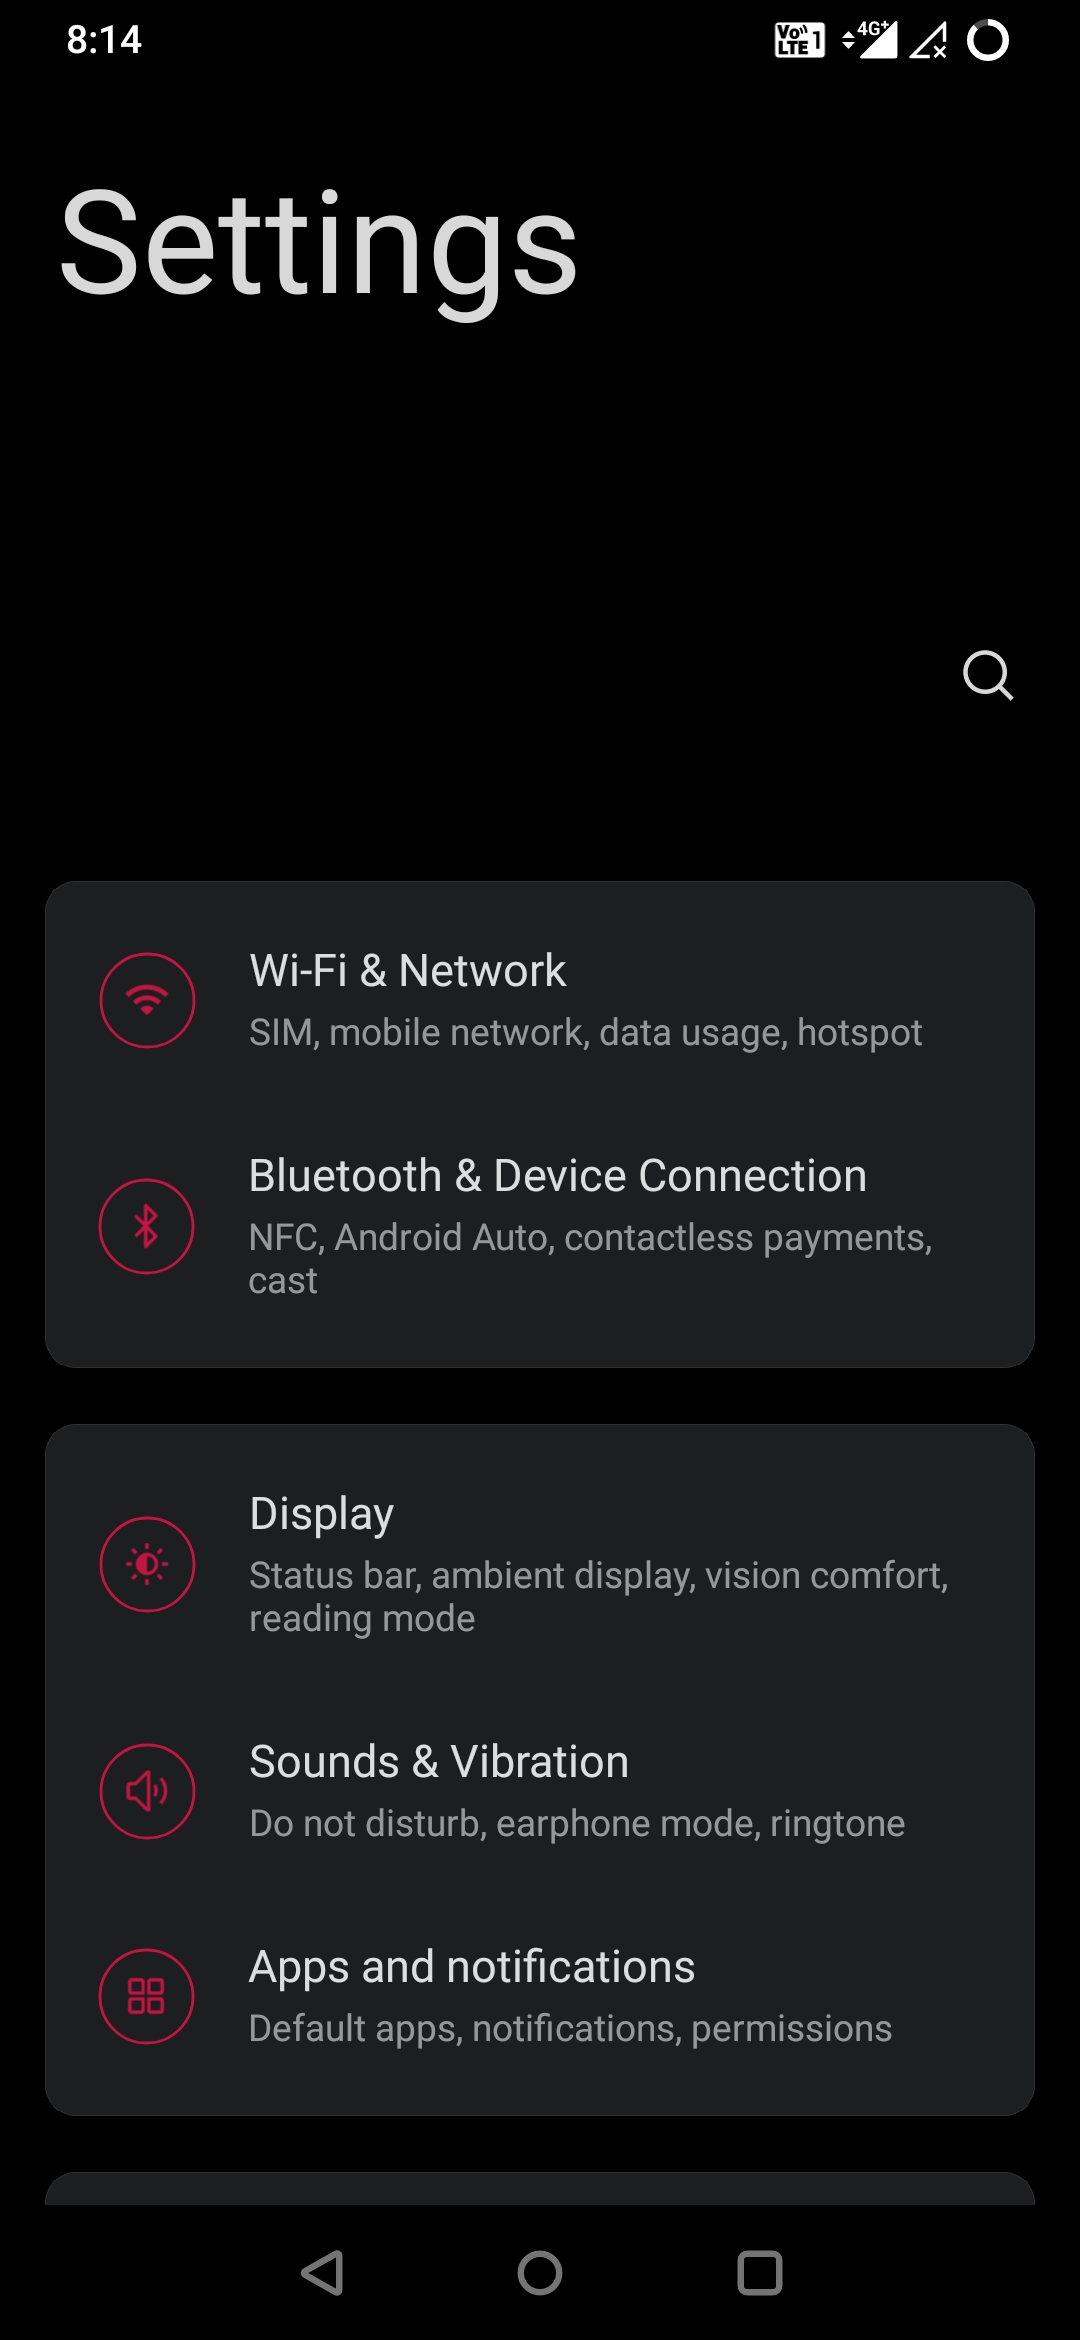 8:14 VoLTE 1 4G+
Settings
Wi-Fi & Network
SIM, mobile network, data usage, hotspot
Bluetooth & Device Connection
NFC, Android Auto, contactless payments,
cast
Display
Status bar, ambient display, vision comfort,
reading mode
Sounds & Vibration
Do not disturb, earphone mode, ringtone
Apps and notifications
Default apps, notifications, permissions